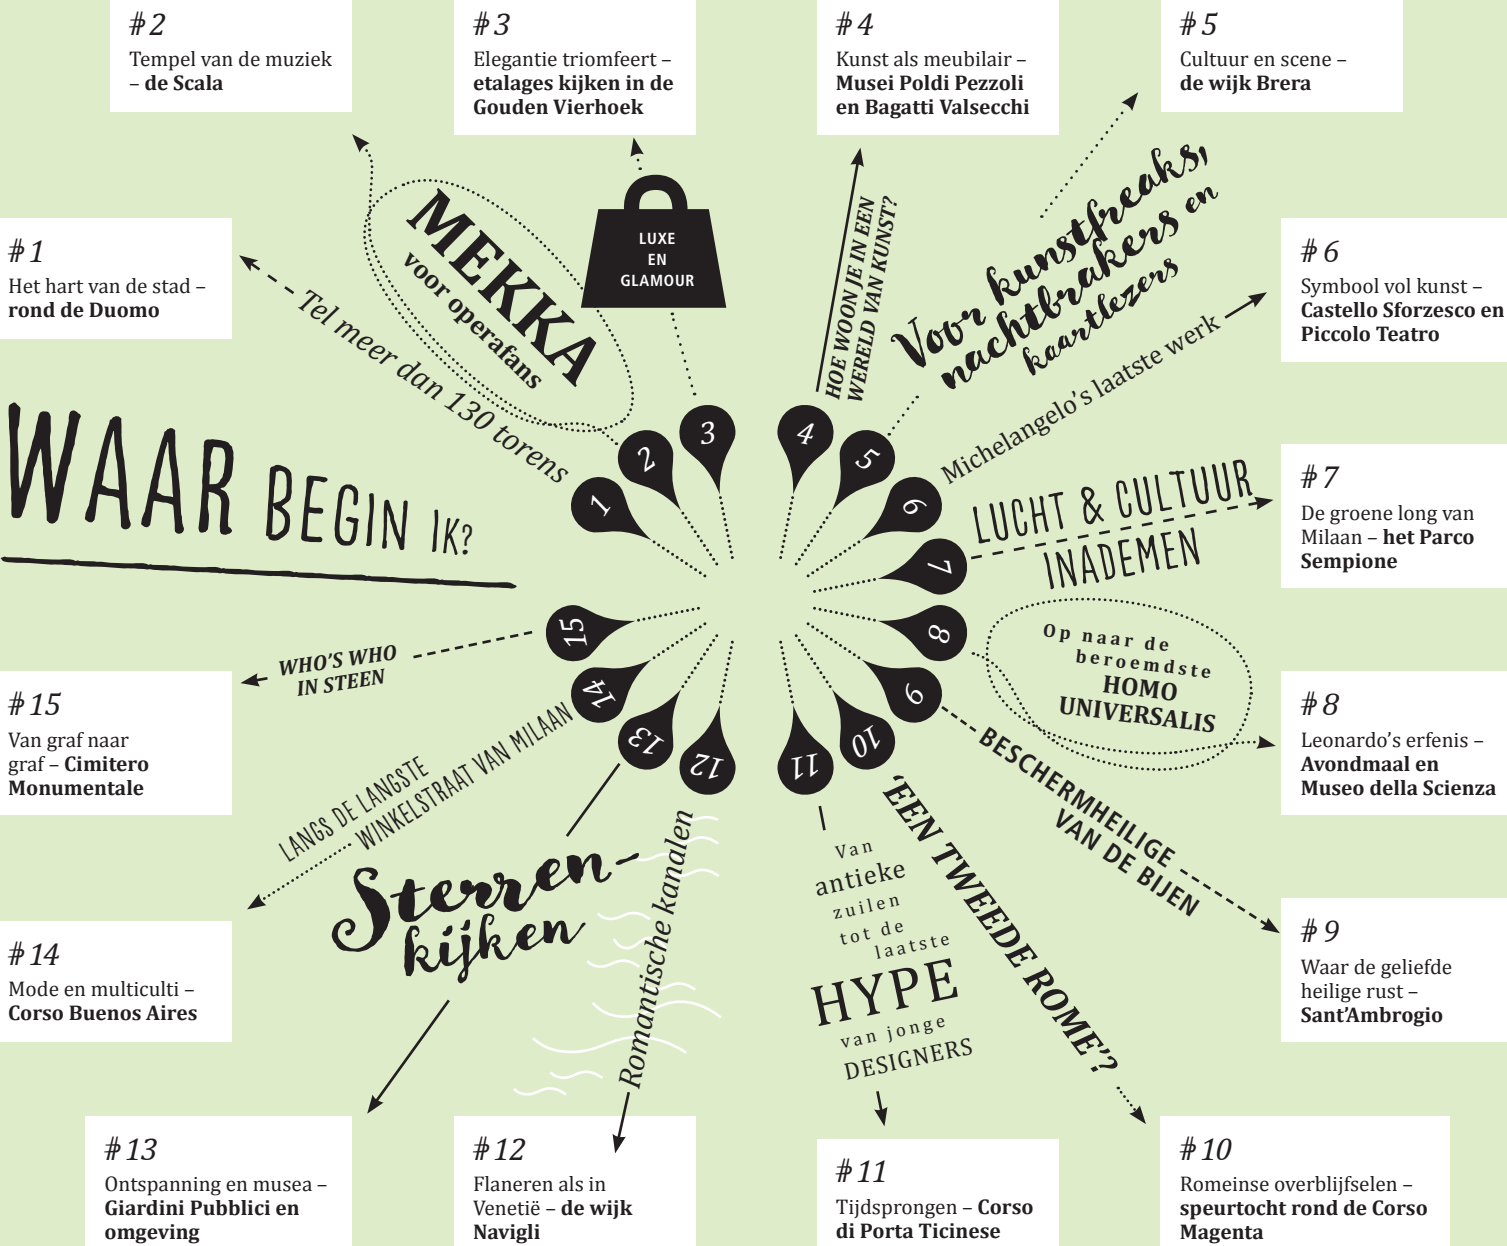 #2
Tempel van de muziek
– de Scala
#3
Elegantie triomfeert –
etalages kijken in de
Gouden Vierhoek
#4
Kunst als meubilair –
Musei Poldi Pezzoli
en Bagatti Valsecchi
#5
Cultuur en scene –
de wijk Brera
#1
Het hart van de stad –
rond de Duomo
Tel meer dan 130 torens
MEKKA
voor operafans
LUXE
EN
GLAMOUR
HOE WOON JE IN EEN
WERELD VAN KUNST?
Voor kunstfreaks,
nachtbrakers en
kaartlezers
Michelangelo's laatste werk
#6
Symbool vol kunst –
Castello Sforzesco en
Piccolo Teatro
WAAR BEGIN IK?
1
2
3
4
5
6
7
8
9
10
11
12
13
14
15
LUCHT & CULTUUR
INADEMEN
#7
De groene long van
Milaan – het Parco
Sempione
WHO'S WHO
IN STEEN
#15
Van graf naar
graf – Cimitero
Monumentale
Op naar de
beroemdste
HOMO
UNIVERSALIS
#8
Leonardo's erfenis –
Avondmaal en
Museo della Scienza
LANGS DE LANGSTE
WINKELSTRAAT VAN MILAAN
#14
Mode en multiculti –
Corso Buenos Aires
Sterren-
kijken
Romantische kanalen
Van
antieke
zuilen
tot de
laatste
HYPE
van jonge
DESIGNERS
'EEN TWEEDE ROME'?
BESCHERMHEILIGE
VAN DE BIJEN
#9
Waar de geliefde
heilige rust –
Sant'Ambrogio
#13
Ontspanning en musea –
Giardini Pubblici en
omgeving
#12
Flaneren als in
Venetië – de wijk
Navigli
#11
Tijdsprongen – Corso
di Porta Ticinese
#10
Romeinse overblijfselen –
speurtocht rond de Corso
Magenta